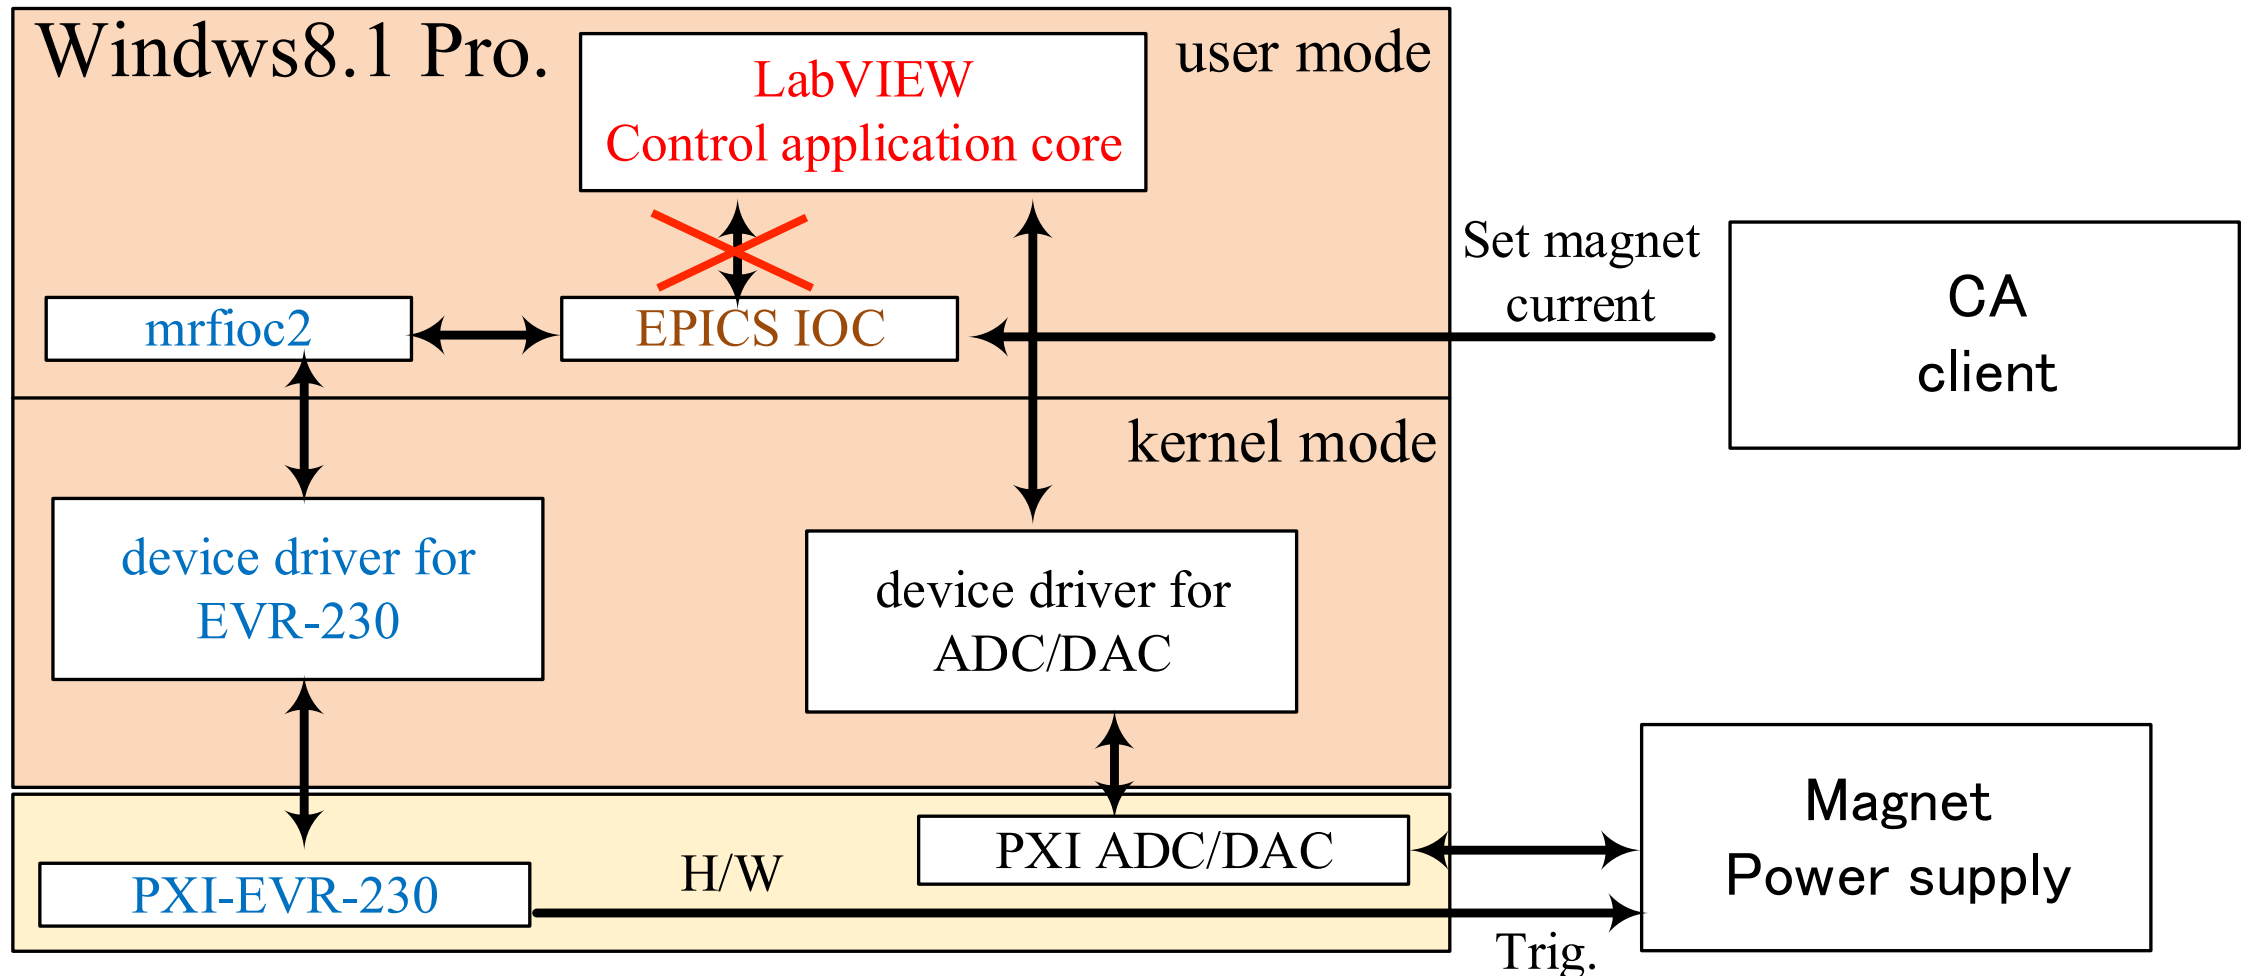 Windws8.1 Pro.
user mode
LabVIEW
Control application core
Set magnet
current
CA
client
mrfioc2
EPICS IOC
kernel mode
device driver for
EVR-230
device driver for
ADC/DAC
Magnet
Power supply
PXI ADC/DAC
H/W
PXI-EVR-230
Trig.